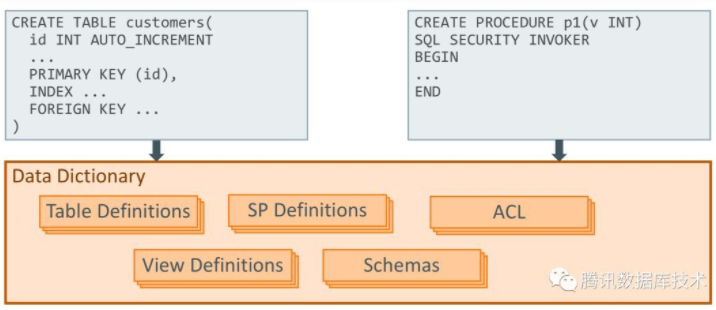 CREATE TABLE customers(
id INT AUTO_INCREMENT
...
PRIMARY KEY (id),
INDEX ...
FOREIGN KEY ...
)
CREATE PROCEDURE p1(v INT)
SQL SECURITY INVOKER
BEGIN
...
END
Data Dictionary
Table Definitions
SP Definitions
ACL
View Definitions
Schemas
腾讯数据库技术